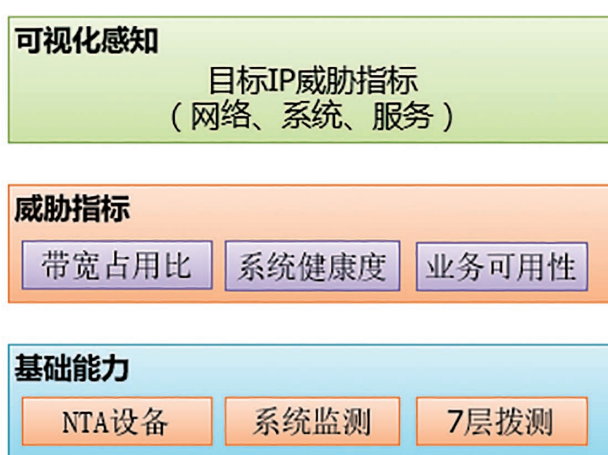 可视化感知
目标IP威胁指标
（网络、系统、服务）
威胁指标
带宽占用比 系统健康度 业务可用性
基础能力
NTA设备 系统监测 7层拨测